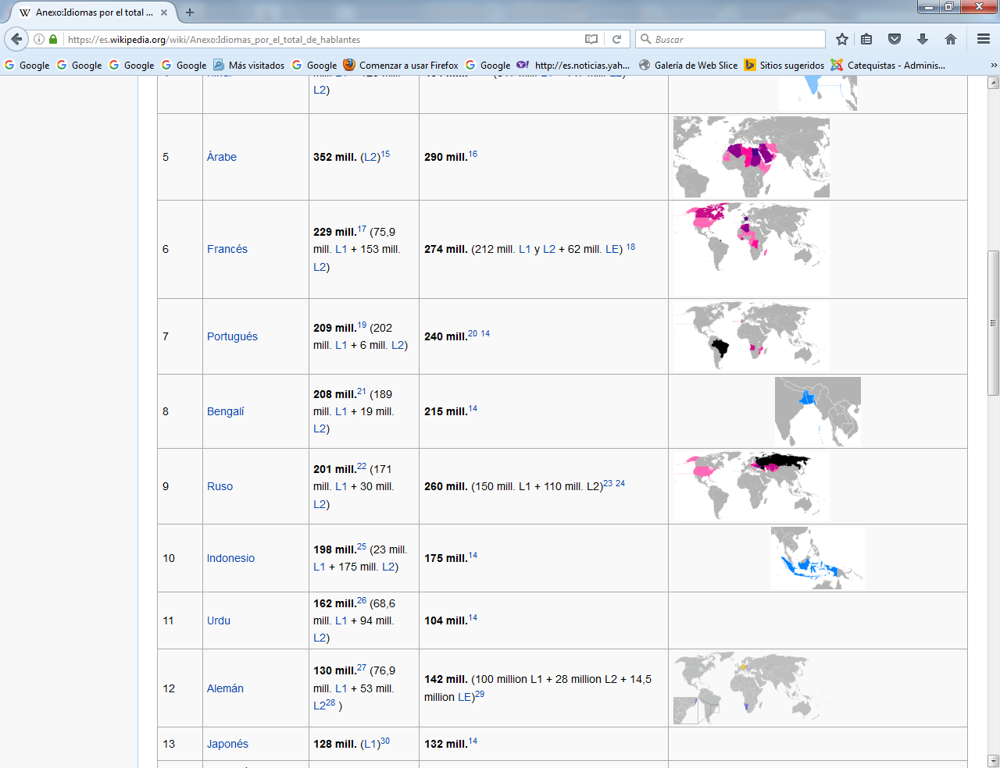 Anexo:Idiomas por el total ...
https://es.wikipedia.org/wiki/Anexo:Idiomas_por_el_total_de_hablantes
Buscar
Google
Google
Google
Google
Más visitados
Google
Comenzar a usar Firefox
Google
http://es.noticias.yah...
Galería de Web Slice
Sitios sugeridos
Catequistas - Adminis...
»
L2)
5
Árabe
352 mill. (L2)15
290 mill.16
6
Francés
229 mill.17 (75,9
mill. L1 + 153 mill.
L2)
274 mill. (212 mill. L1 y L2 + 62 mill. LE) 18
7
Portugués
209 mill.19 (202
mill. L1 + 6 mill. L2)
240 mill.20 14
8
Bengalí
208 mill.21 (189
mill. L1 + 19 mill.
L2)
215 mill.14
9
Ruso
201 mill.22 (171
mill. L1 + 30 mill.
L2)
260 mill. (150 mill. L1 + 110 mill. L2)23 24
10
Indonesio
198 mill.25 (23 mill.
L1 + 175 mill. L2)
175 mill.14
11
Urdu
162 mill.26 (68,6
mill. L1 + 94 mill.
L2)
104 mill.14
12
Alemán
130 mill.27 (76,9
mill. L1 + 53 mill.
L228 )
142 mill. (100 million L1 + 28 million L2 + 14,5
million LE)29
13
Japonés
128 mill. (L1)30
132 mill.14